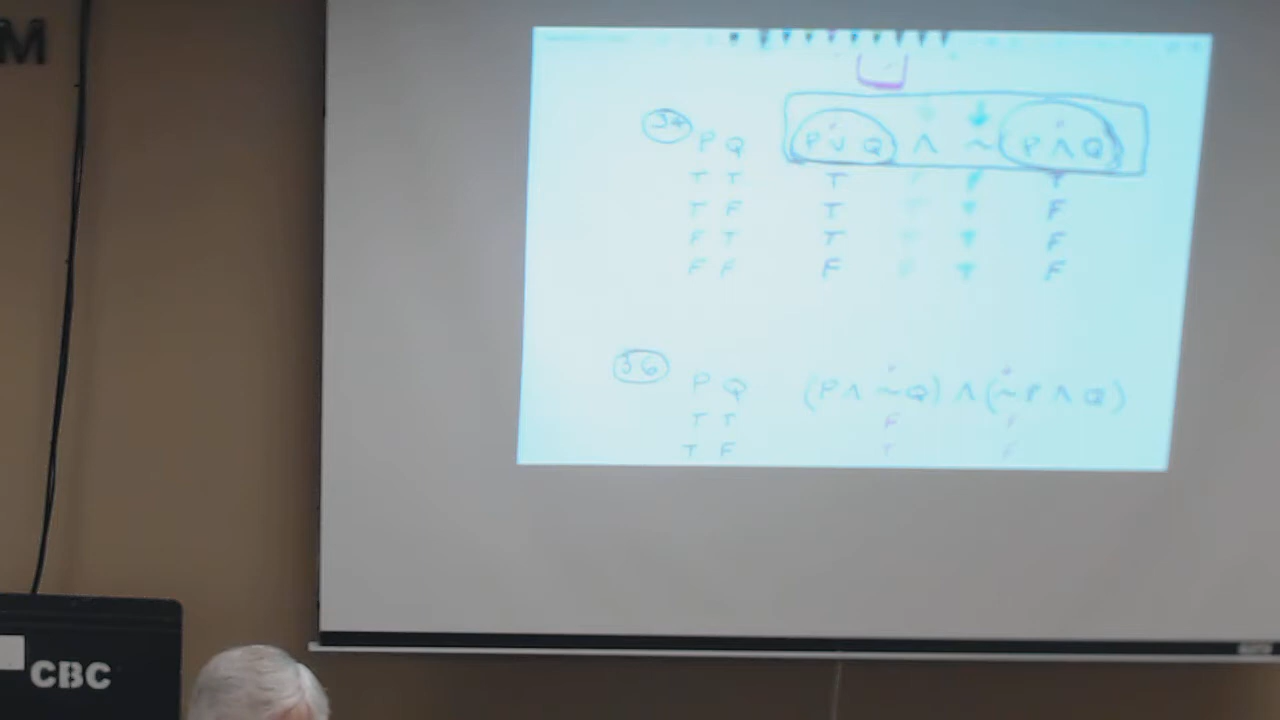 M
34 P Q P ∨ Q ∧ ~ P ∧ Q
T T T T
T F T F
F T T F
F F F T F
36 P Q (P ∧ ~Q) ∧ (~P ∧ Q)
T T F F
T F T F
CBC